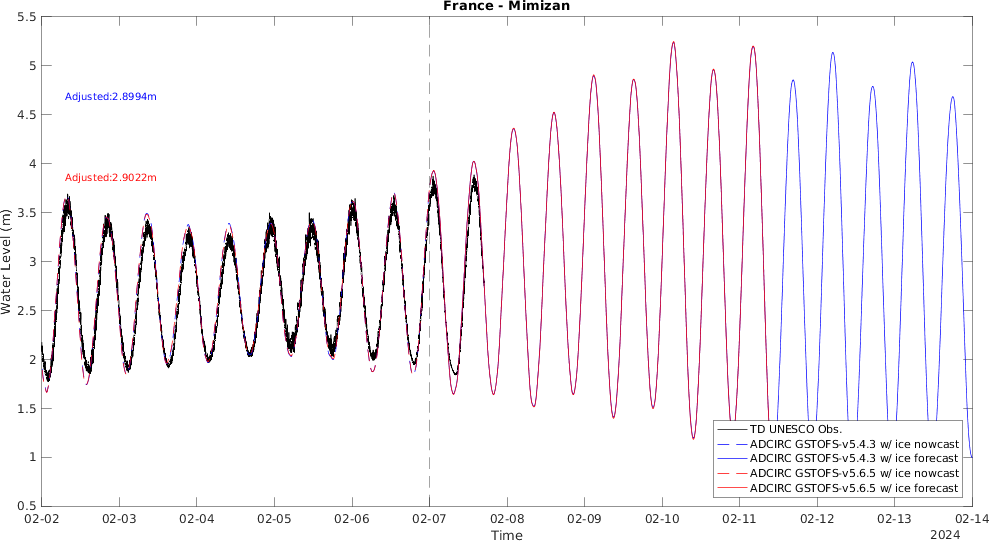 France - Mimizan
5.5
5
4.5
4
3.5
3
2.5
2
1.5
1
0.5
Water Level (m)
Adjusted:2.8994m
Adjusted:2.9022m
TD UNESCO Obs.
ADCIRC GSTOFS-v5.4.3 w/ ice nowcast
ADCIRC GSTOFS-v5.4.3 w/ ice forecast
ADCIRC GSTOFS-v5.6.5 w/ ice nowcast
ADCIRC GSTOFS-v5.6.5 w/ ice forecast
02-02 02-03 02-04 02-05 02-06 02-07 02-08 02-09 02-10 02-11 02-12 02-13 02-14
Time
2024